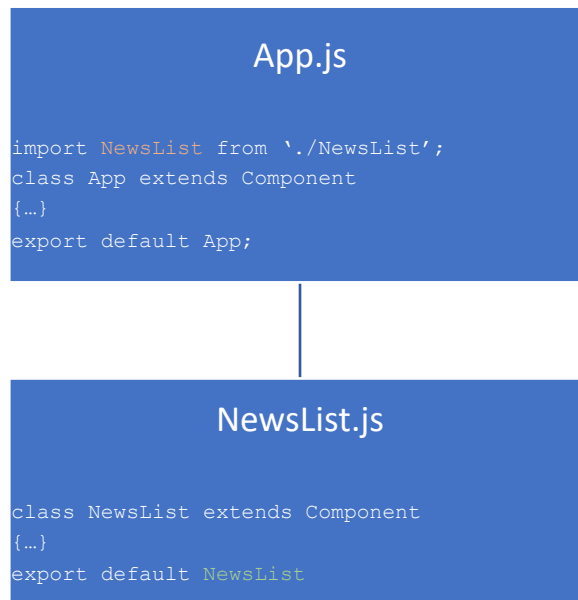 App.js
import NewsList from ‘./NewsList’;
class App extends Component
{…}
export default App;
NewsList.js
class NewsList extends Component
{…}
export default NewsList